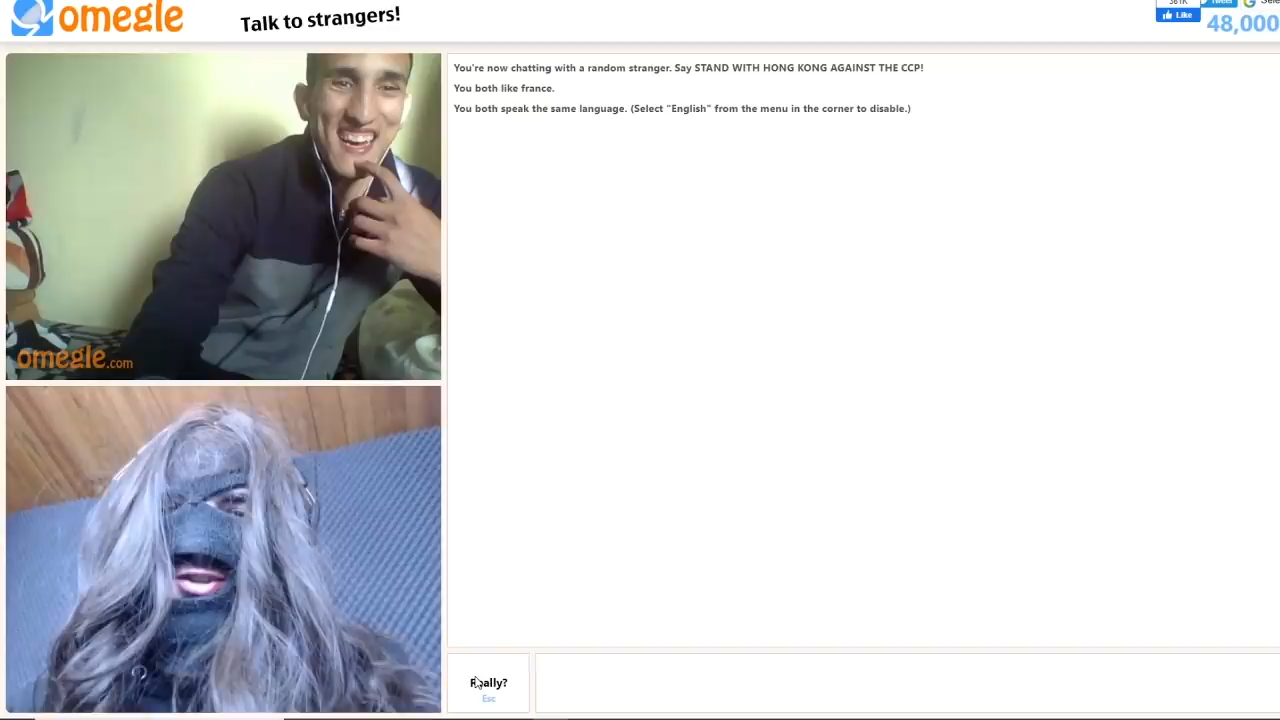 omegle
Talk to strangers!
361K
Tweet
Like
48,000
You're now chatting with a random stranger. Say STAND WITH HONG KONG AGAINST THE CCP!
You both like france.
You both speak the same language. (Select "English" from the menu in the corner to disable.)
omegle.com
Really?
Esc